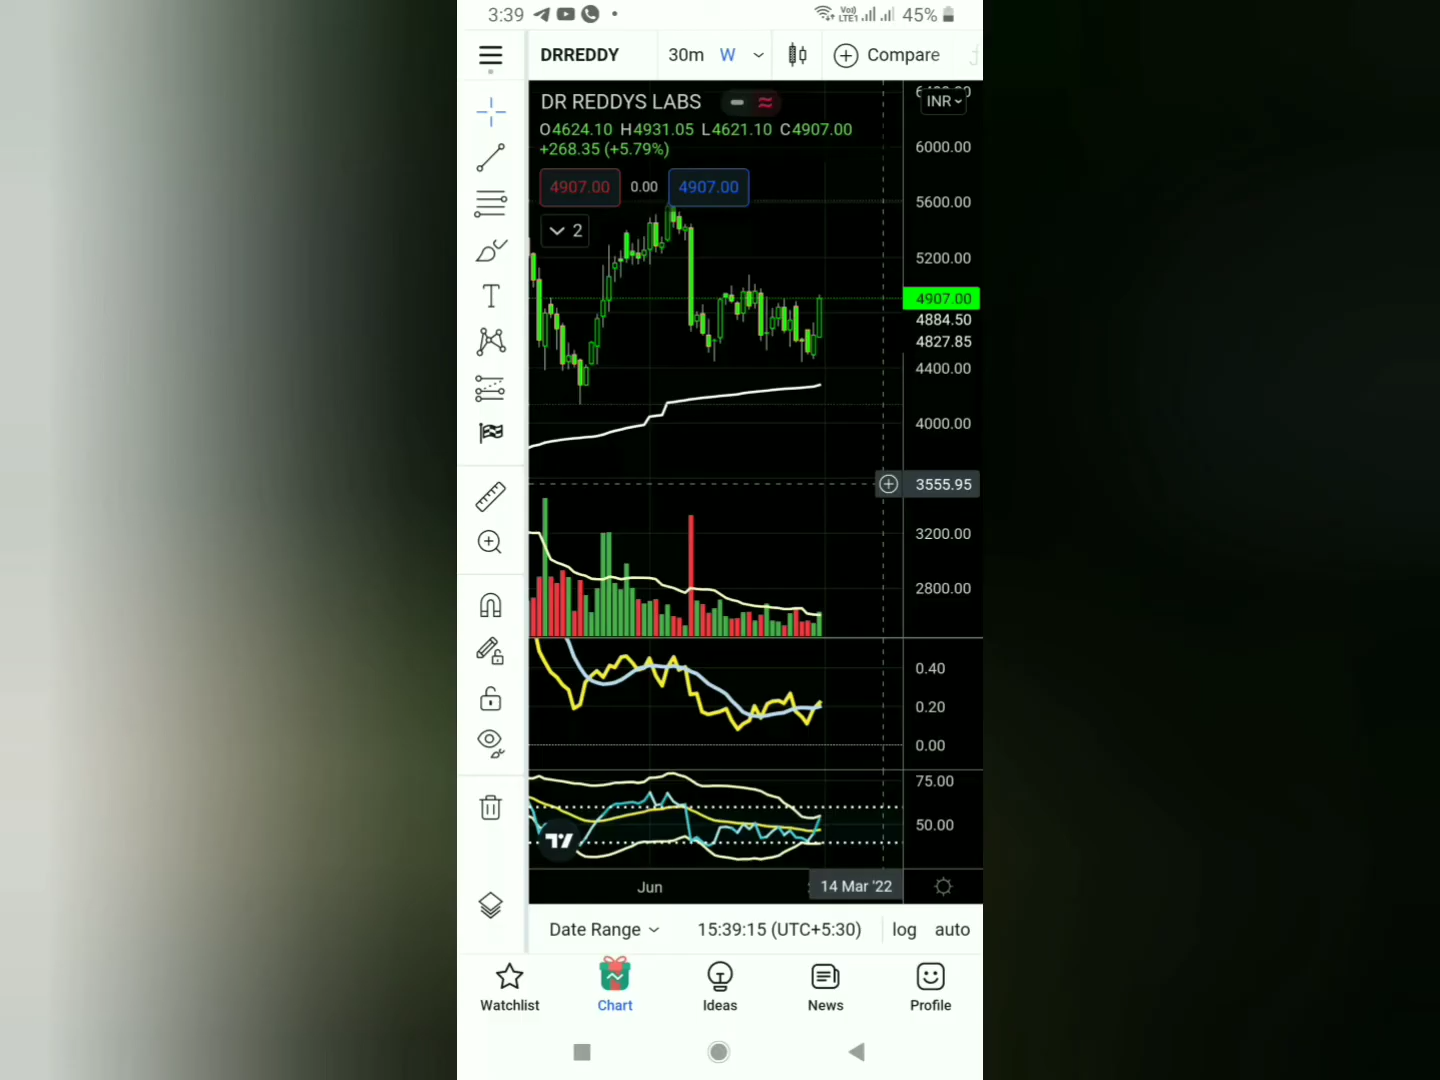 3:39 Vo)) LTE1 45%
DRREDDY 30m W Compare
DR REDDYS LABS
INR
O4624.10 H4931.05 L4621.10 C4907.00
+268.35 (+5.79%)
6000.00
4907.00 0.00 4907.00
5600.00
2
5200.00
4907.00
4884.50
4827.85
4400.00
4000.00
3555.95
3200.00
2800.00
0.40
0.20
0.00
75.00
50.00
Jun 14 Mar '22
Date Range 15:39:15 (UTC+5:30) log auto
Watchlist Chart Ideas News Profile